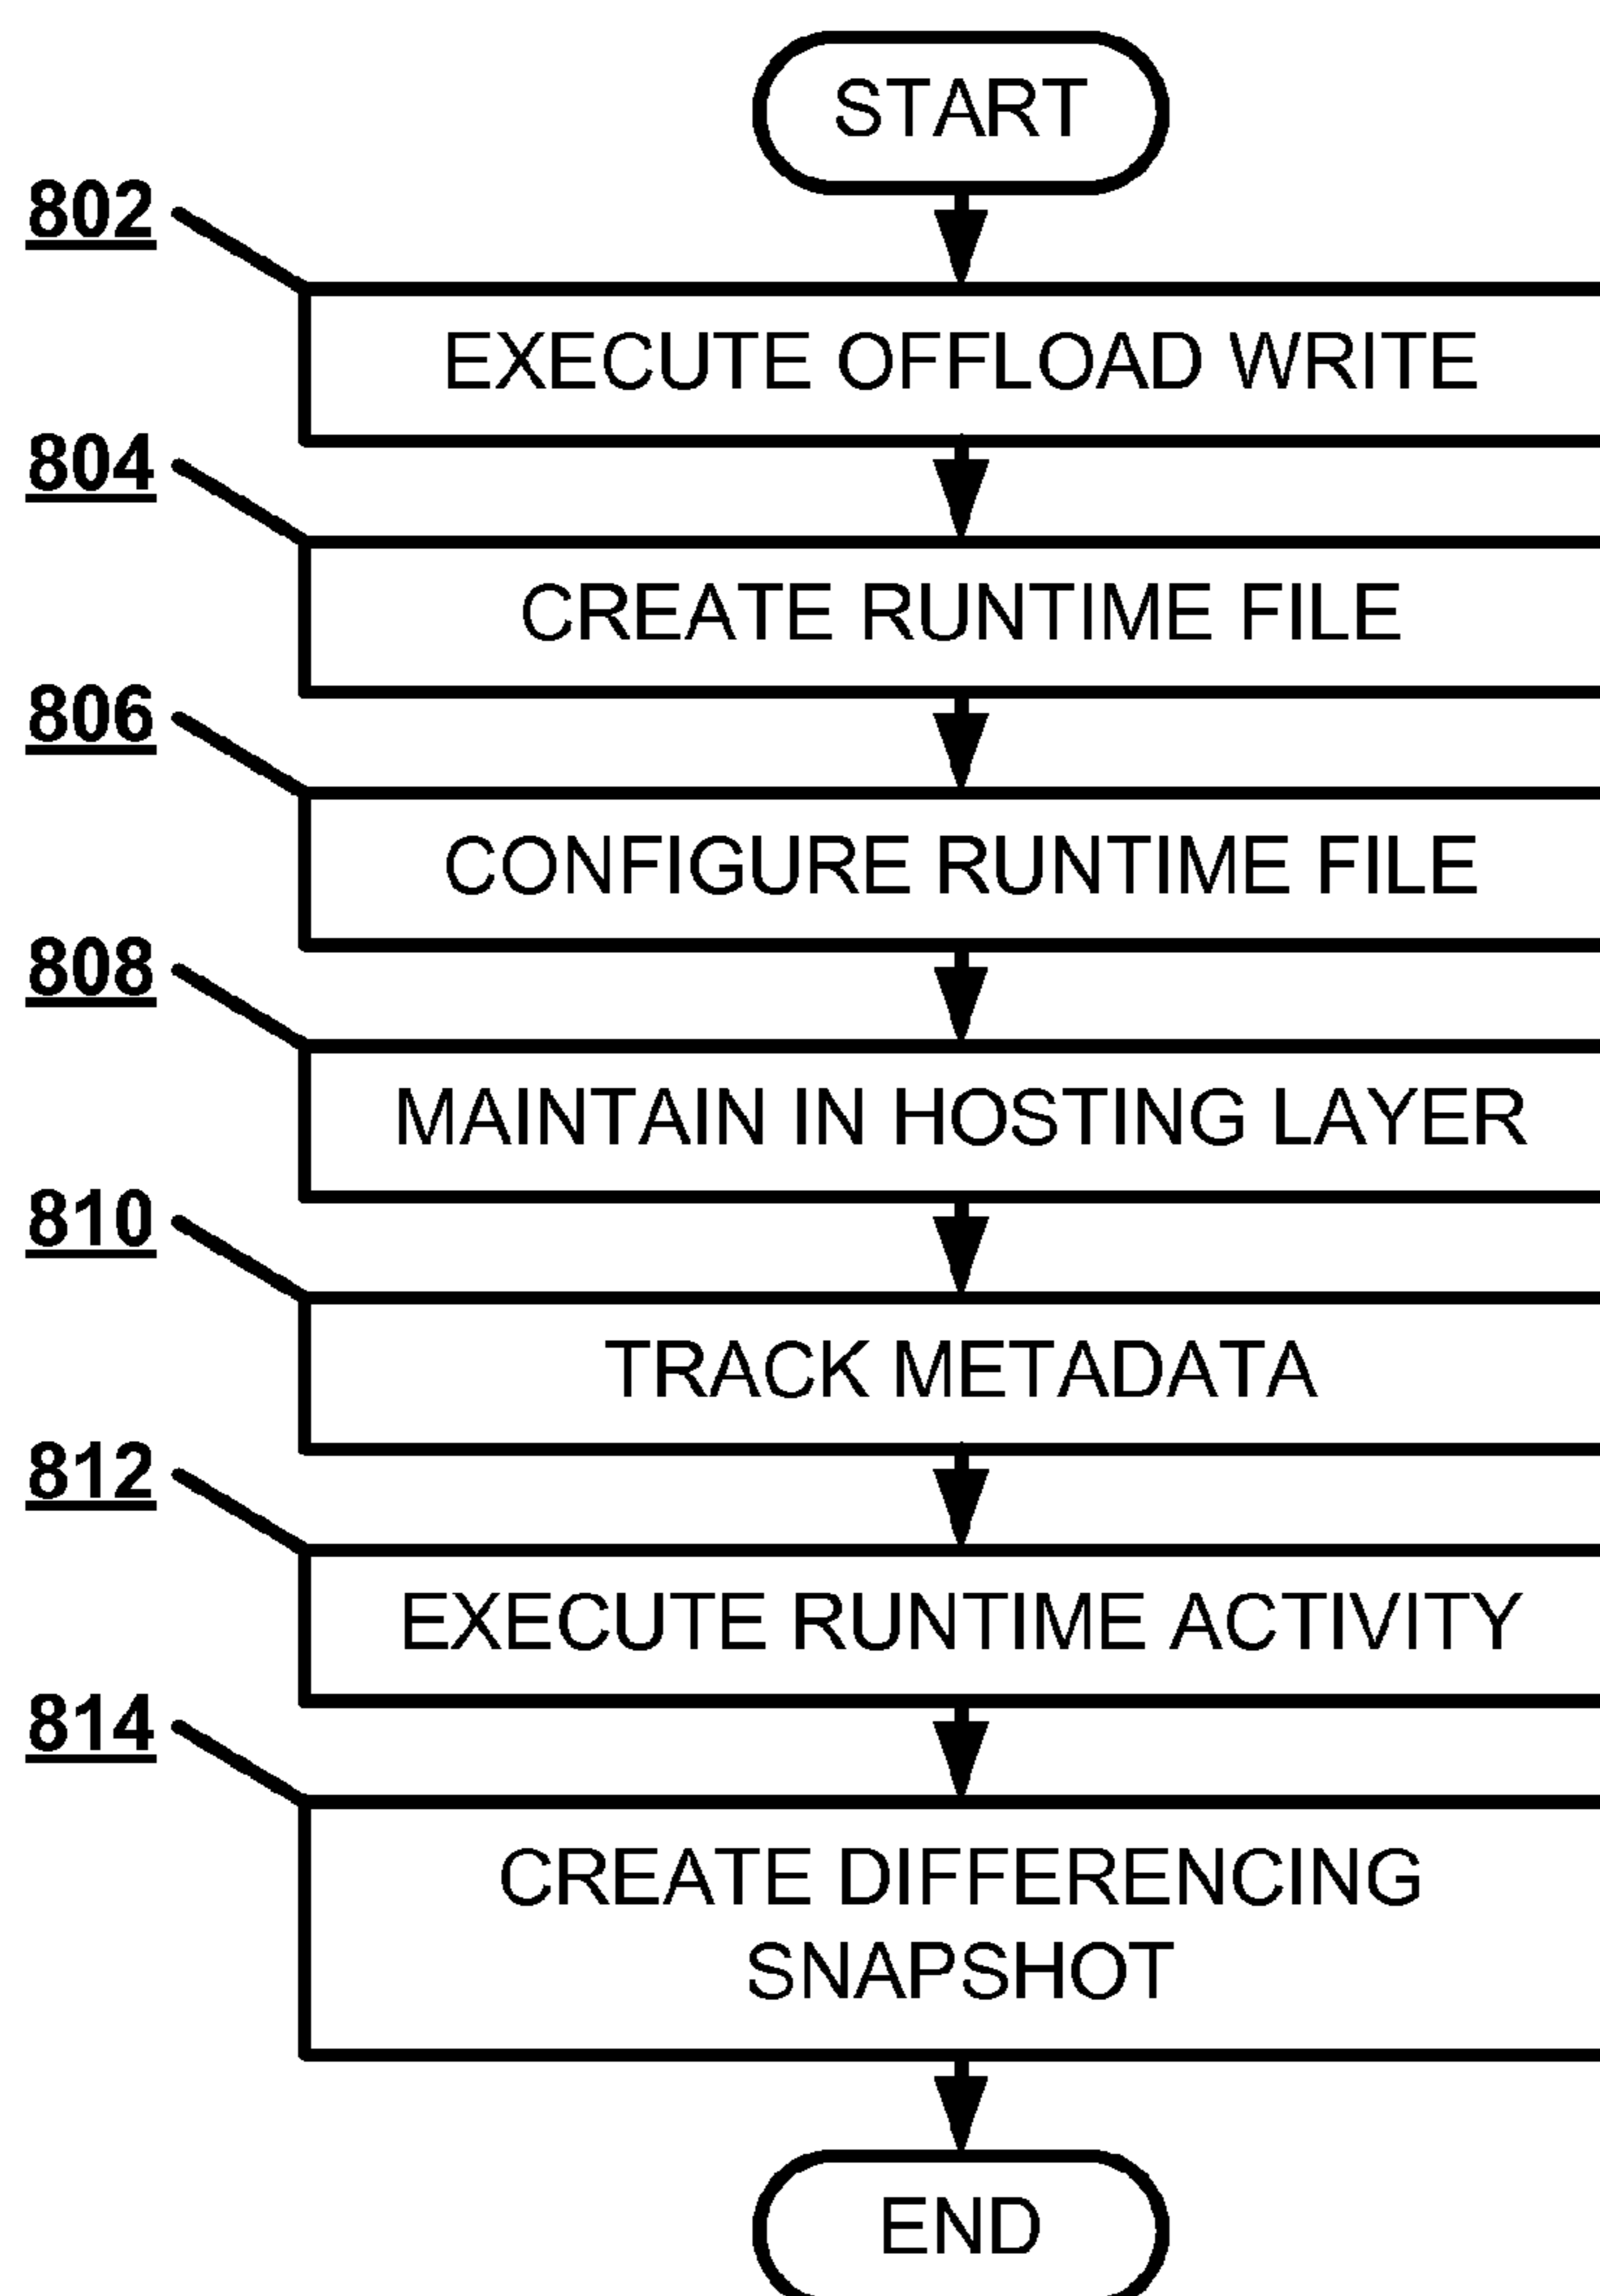 START
802
EXECUTE OFFLOAD WRITE
804
CREATE RUNTIME FILE
806
CONFIGURE RUNTIME FILE
808
MAINTAIN IN HOSTING LAYER
810
TRACK METADATA
812
EXECUTE RUNTIME ACTIVITY
814
CREATE DIFFERENCING
SNAPSHOT
END